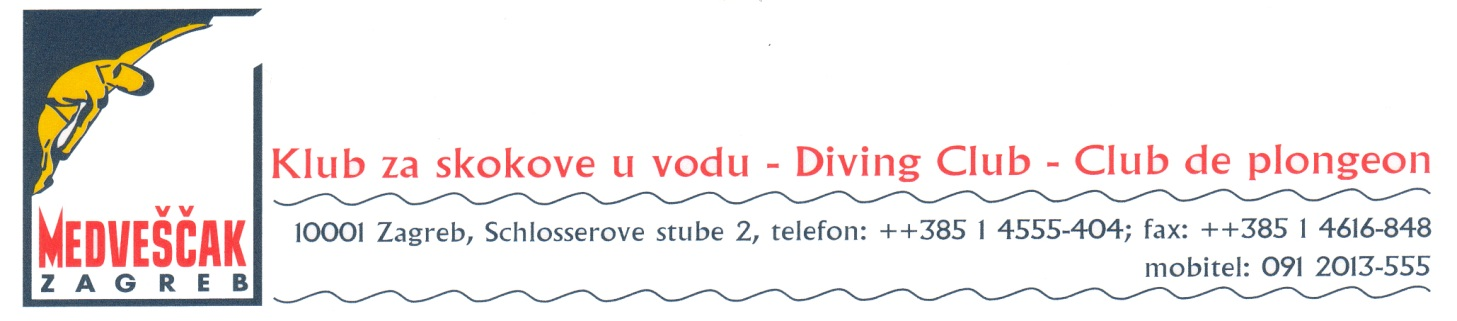 MEDVEŠČAK
ZAGREB
Klub za skokove u vodu - Diving Club - Club de plongeon
10001 Zagreb, Schlosserove stube 2, telefon: ++385 1 4555-404; fax: ++385 1 4616-848
mobitel: 091 2013-555